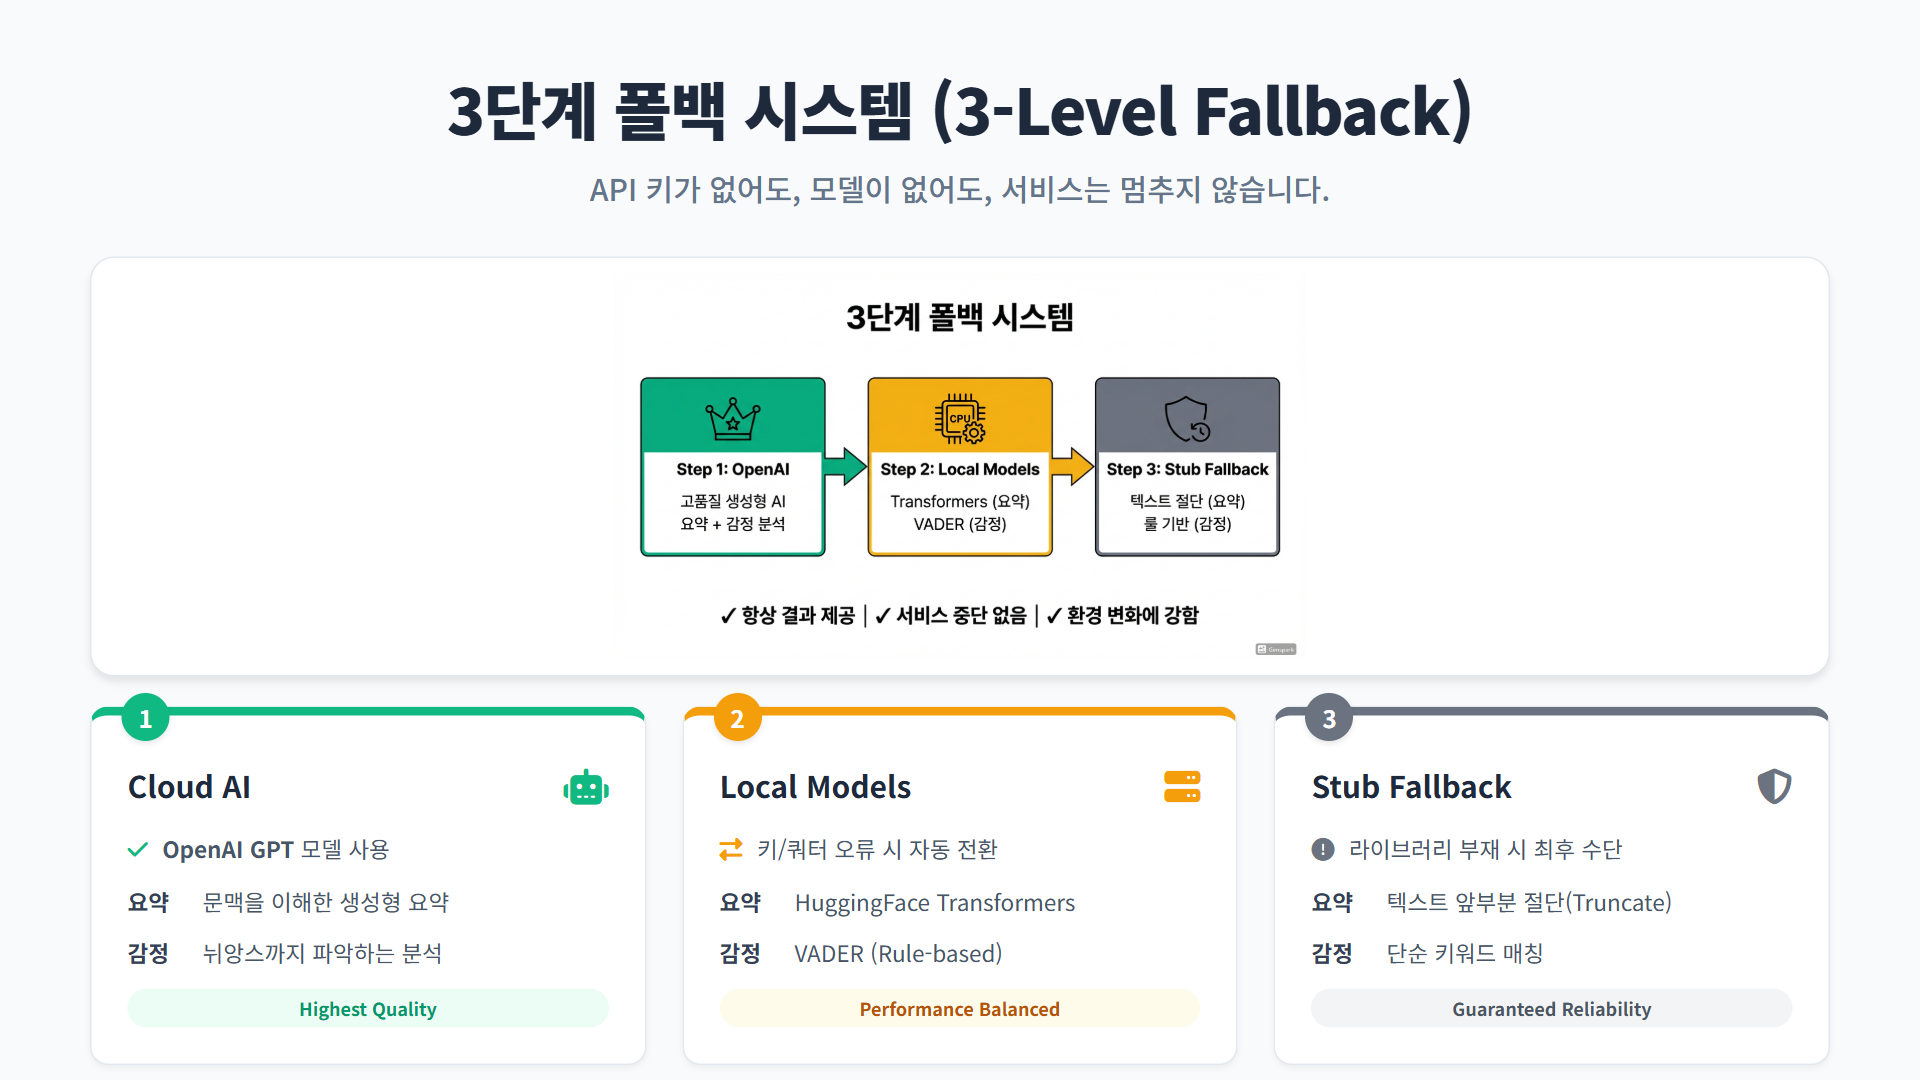 3단계 폴백 시스템 (3-Level Fallback)
API 키가 없어도, 모델이 없어도, 서비스는 멈추지 않습니다.
3단계 폴백 시스템
CPU
Step 1: OpenAI
고품질 생성형 AI
요약 + 감정 분석
Step 2: Local Models
Transformers (요약)
VADER (감정)
Step 3: Stub Fallback
텍스트 절단 (요약)
룰 기반 (감정)
✓ 항상 결과 제공 | ✓ 서비스 중단 없음 | ✓ 환경 변화에 강함
Genspark
1
Cloud AI
OpenAI GPT 모델 사용
요약 문맥을 이해한 생성형 요약
감정 뉘앙스까지 파악하는 분석
Highest Quality
2
Local Models
키/쿼터 오류 시 자동 전환
요약 HuggingFace Transformers
감정 VADER (Rule-based)
Performance Balanced
3
Stub Fallback
라이브러리 부재 시 최후 수단
요약 텍스트 앞부분 절단(Truncate)
감정 단순 키워드 매칭
Guaranteed Reliability